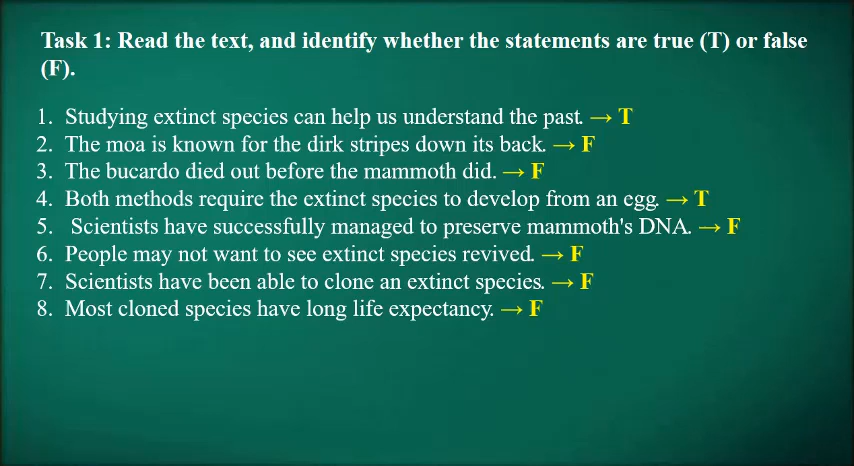 Task 1: Read the text, and identify whether the statements are true (T) or false
(F).
1. Studying extinct species can help us understand the past. → T
2. The moa is known for the dirk stripes down its back. → F
3. The bucardo died out before the mammoth did. → F
4. Both methods require the extinct species to develop from an egg. → T
5. Scientists have successfully managed to preserve mammoth's DNA. → F
6. People may not want to see extinct species revived. → F
7. Scientists have been able to clone an extinct species. → F
8. Most cloned species have long life expectancy. → F